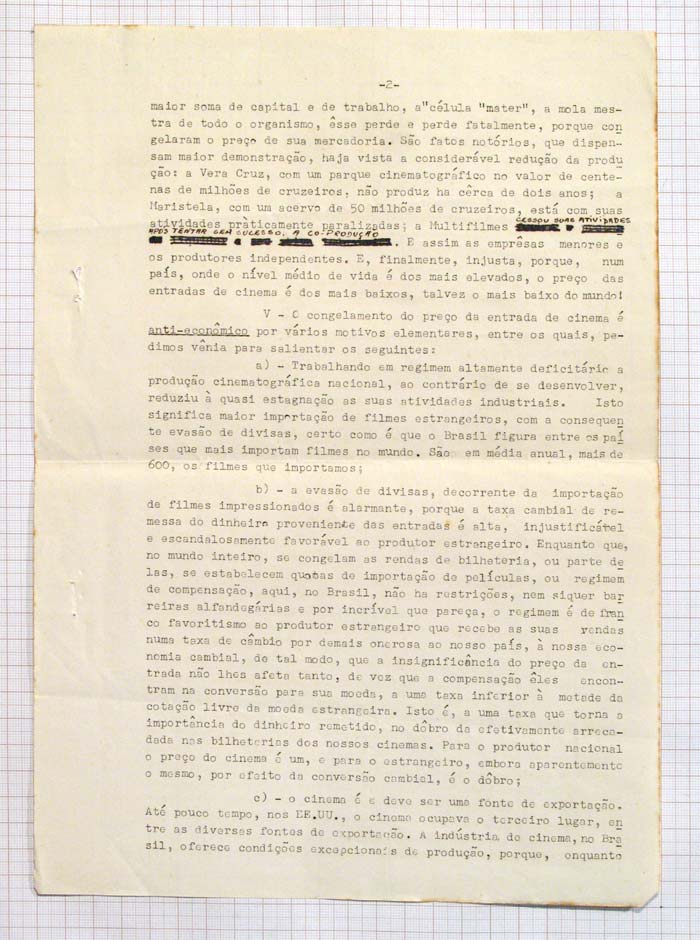 -2-
maior soma de capital e de trabalho, a"célula "mater", a mola mes-
tra de todo o organismo, êsse perde e perde fatalmente, porque con
gelaram o preço de sua mercadoria. São fatos notórios, que dispen-
sam maior demonstração, haja vista a considerável redução da produ
ção: a Vera Cruz, com um parque cinematográfico no valor de cente-
nas de milhões de cruzeiros, não produz ha cêrca de dois anos; a
Maristela, com um acervo de 50 milhões de cruzeiros, está com suas
atividades pràticamente paralizadas; a Multifilmes CESSOU SUAS ATIVIDADES
APÓS TENTAR SEM SUCESSO, A CO-PRODUÇÃO
. E assim as emprêsas menores e
os produtores independentes. E, finalmente, injusta, porque, num
país, onde o nível médio de vida é dos mais elevados, o preço das
entradas de cinema é dos mais baixos, talvez o mais baixo do mundo!
V - O congelamento do preço da entrada de cinema é
anti-econômico por vários motivos elementares, entre os quais, pe-
dimos vênia para salientar os seguintes:
a) - Trabalhando em regimem altamente deficitário a
produção cinematográfica nacional, ao contrário de se desenvolver,
reduziu à quasi estagnação as suas atividades industriais. Isto
significa maior importação de filmes estrangeiros, com a consequen
te evasão de divisas, certo como é que o Brasil figura entre os paí
ses que mais importam filmes no mundo. São em média anual, mais de
600, os filmes que importamos;
b) - a evasão de divisas, decorrente da importação
de filmes impressionados é alarmante, porque a taxa cambial de re-
messa do dinheiro proveniente das entradas é alta, injustificável
e escandalosamente favorável ao produtor estrangeiro. Enquanto que,
no mundo inteiro, se congelam as rendas de bilheteria, ou parte de
las, se estabelecem quotas de importação de películas, ou regimem
de compensação, aqui, no Brasil, não ha restrições, nem siquer bar
reiras alfandegárias e por incrível que pareça, o regimem é de fran
co favoritismo ao produtor estrangeiro que recebe as suas rendas
numa taxa de câmbio por demais onerosa ao nosso país, à nossa eco-
nomia cambial, de tal modo, que a insignificância do preço da en-
trada não lhes afeta tanto, de vez que a compensação êles encon-
tram na conversão para sua moeda, a uma taxa inferior à metade da
cotação livre da moeda estrangeira. Isto é, a uma taxa que torna a
importância do dinheiro remetido, no dôbro da efetivamente arreca-
dada nas bilheterias dos nossos cinemas. Para o produtor nacional
o preço do cinema é um, e para o estrangeiro, embora aparentemente
o mesmo, por efeito da conversão cambial, é o dôbro;
c) - o cinema é e deve ser uma fonte de exportação.
Até pouco tempo, nos EE.UU., o cinema ocupava o terceiro lugar, en
tre as diversas fontes de exportação. A indústria de cinema, no Bra
sil, oferece condições excepcionais de produção, porque, enquanto